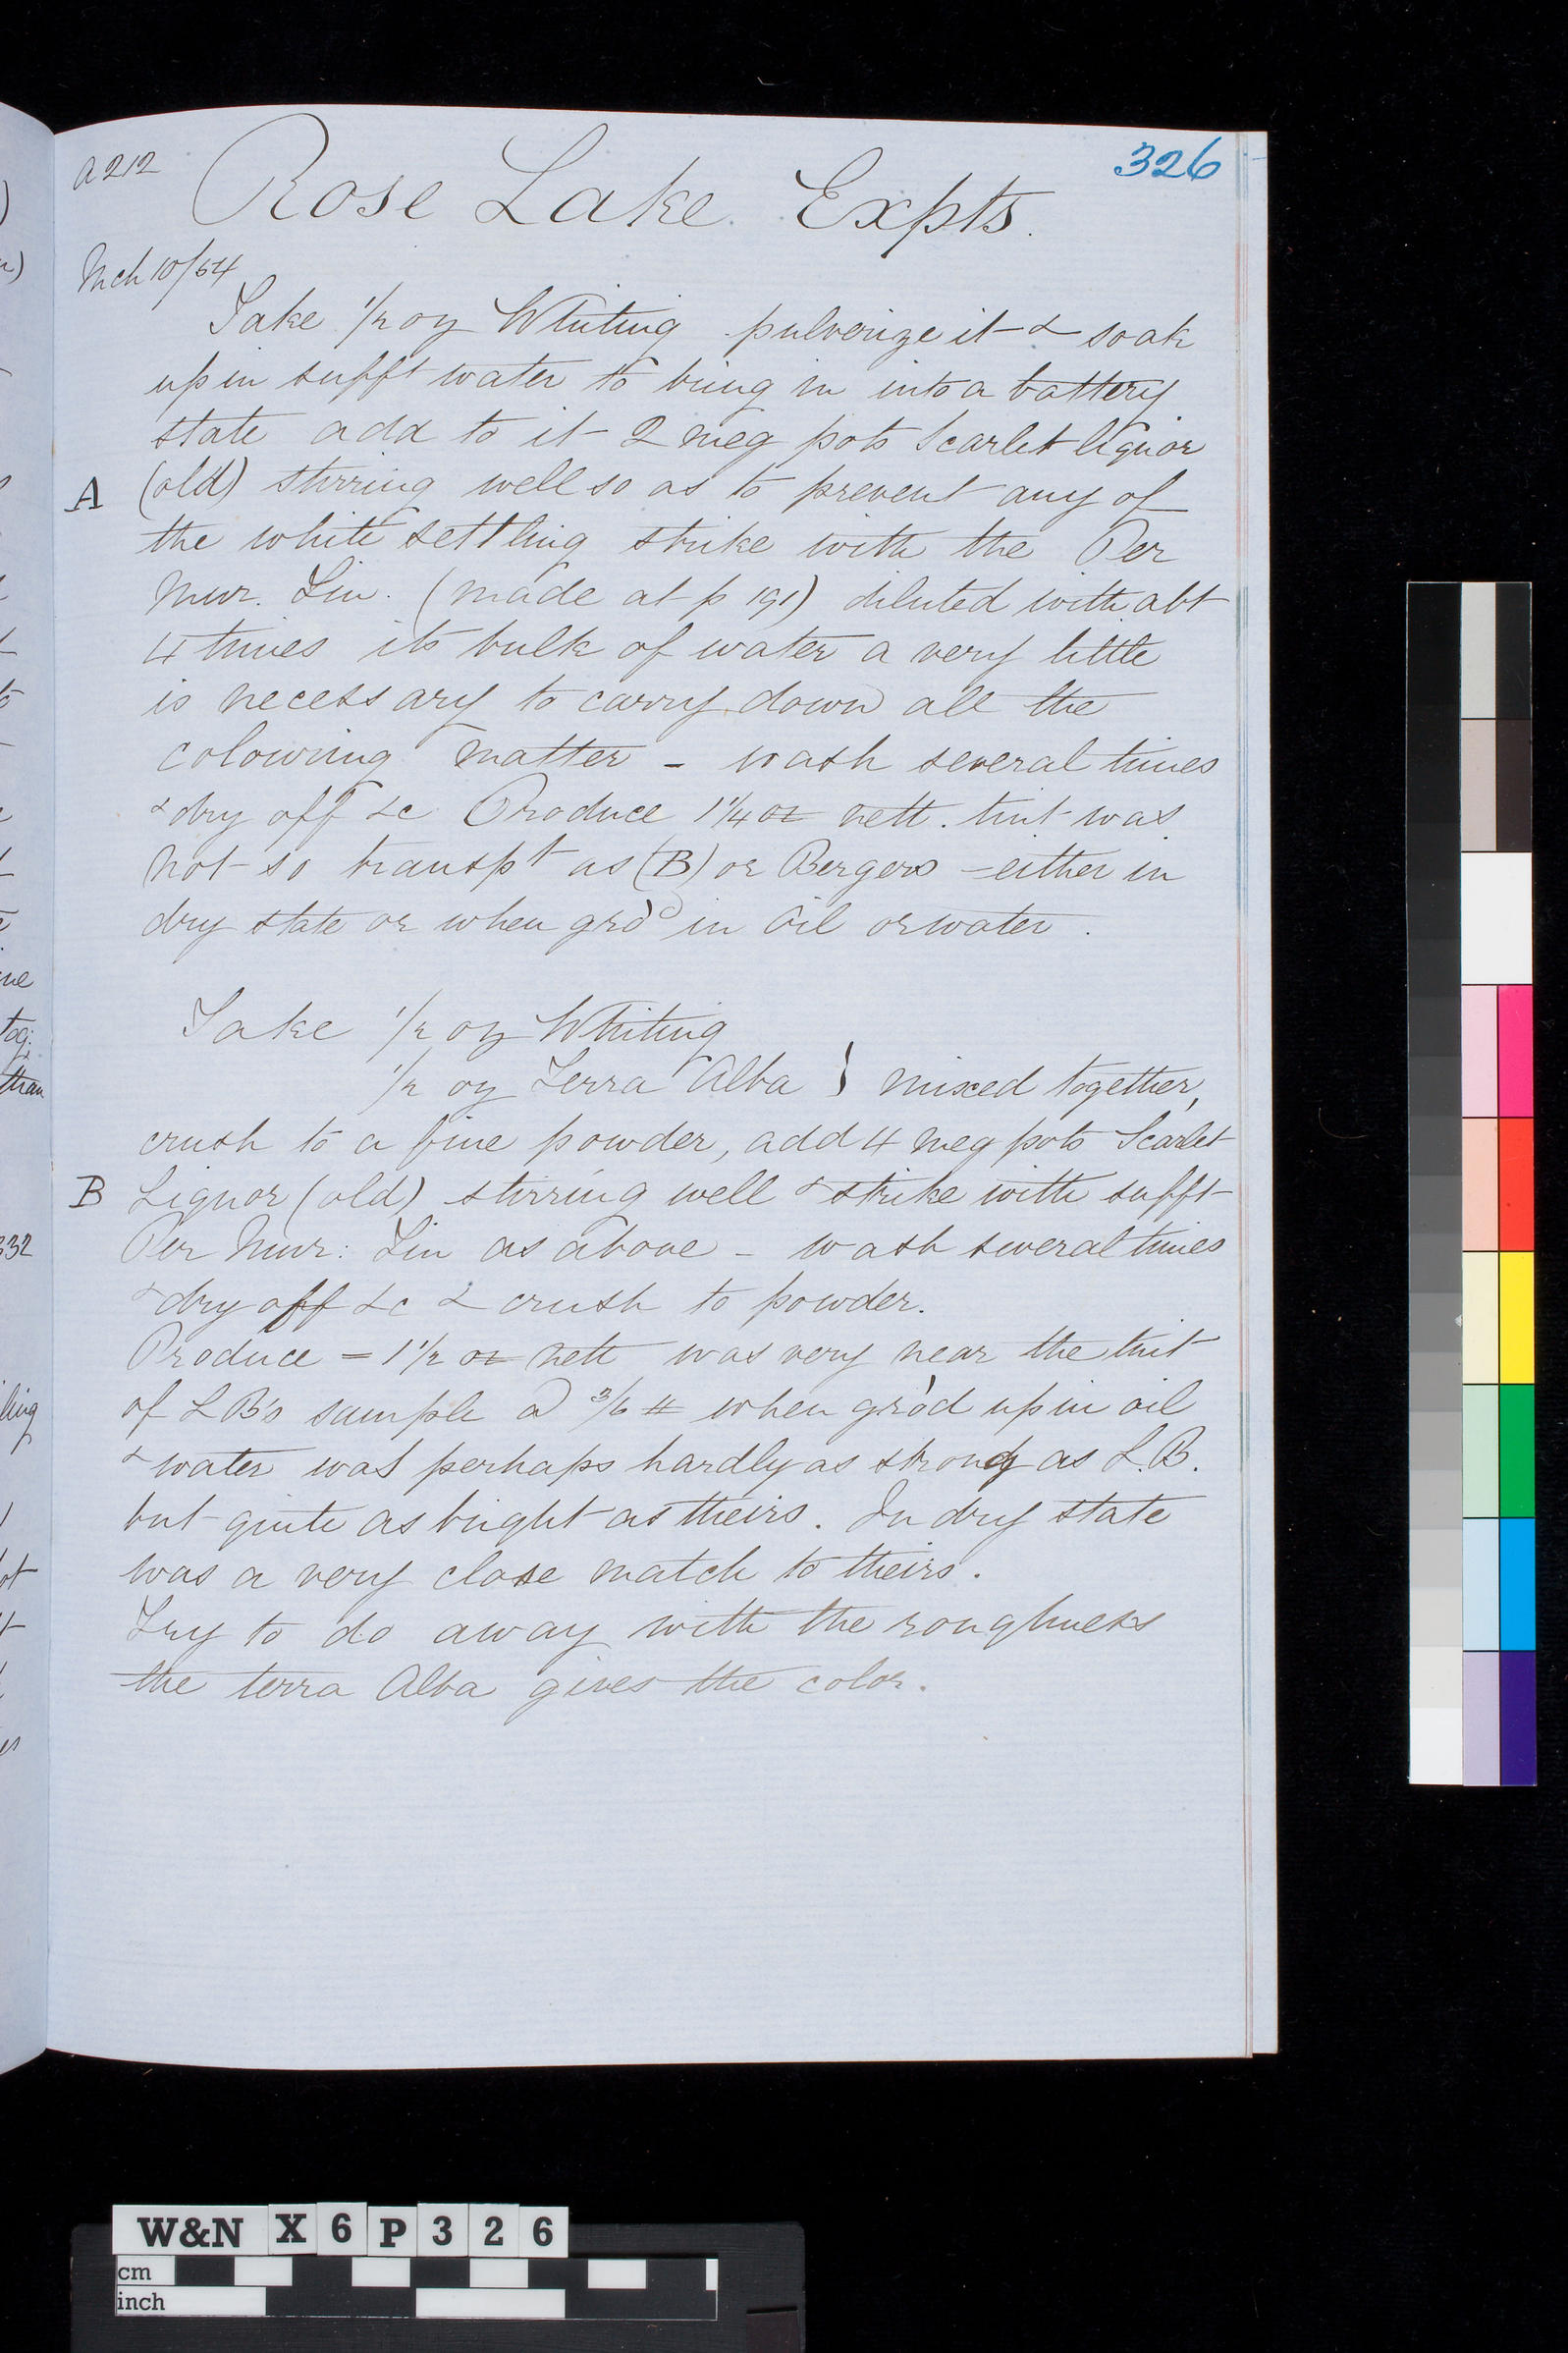 A 212
326
Rose Lake. Expts.
Mch 10/64
Take 1/2 oz Whiting pulverize it & soak
up in sufft water to bring in into a battery
state add to it 2 meg pots Scarlet liquor
A (old) stirring well so as to prevent any of
the white settling strike with the Per
Mur. Tin. (made at p 191) diluted with abt
4 times its bulk of water a very little
is necessary to carry down all the
colouring matter - wash several times
& dry off &c Produce 1 1/4 oz nett. tint was
not so transpt as (B) or Bergers - either in
dry state or when gr'd in Oil or water.
Take 1/2 oz Whiting
1/2 oz Terra Alba } mixed together,
crush to a fine powder, add 4 meg pots Scarlet
B Liquor (old) stirring well & strike with sufft
Per Mur: Tin as above - wash several times
& dry off &c & crush to powder.
Produce = 1 1/2 oz nett was very near the tint
of L B's sample @ 3/6 # when gr'd up in oil
& water was perhaps hardly as strong as L.B.
but quite as bright as theirs. In dry state
was a very close match to theirs.
Try to do away with the roughness
the terra Alba gives the color.
ne
than
332
ling
W&N X 6 P 3 2 6
cm
inch